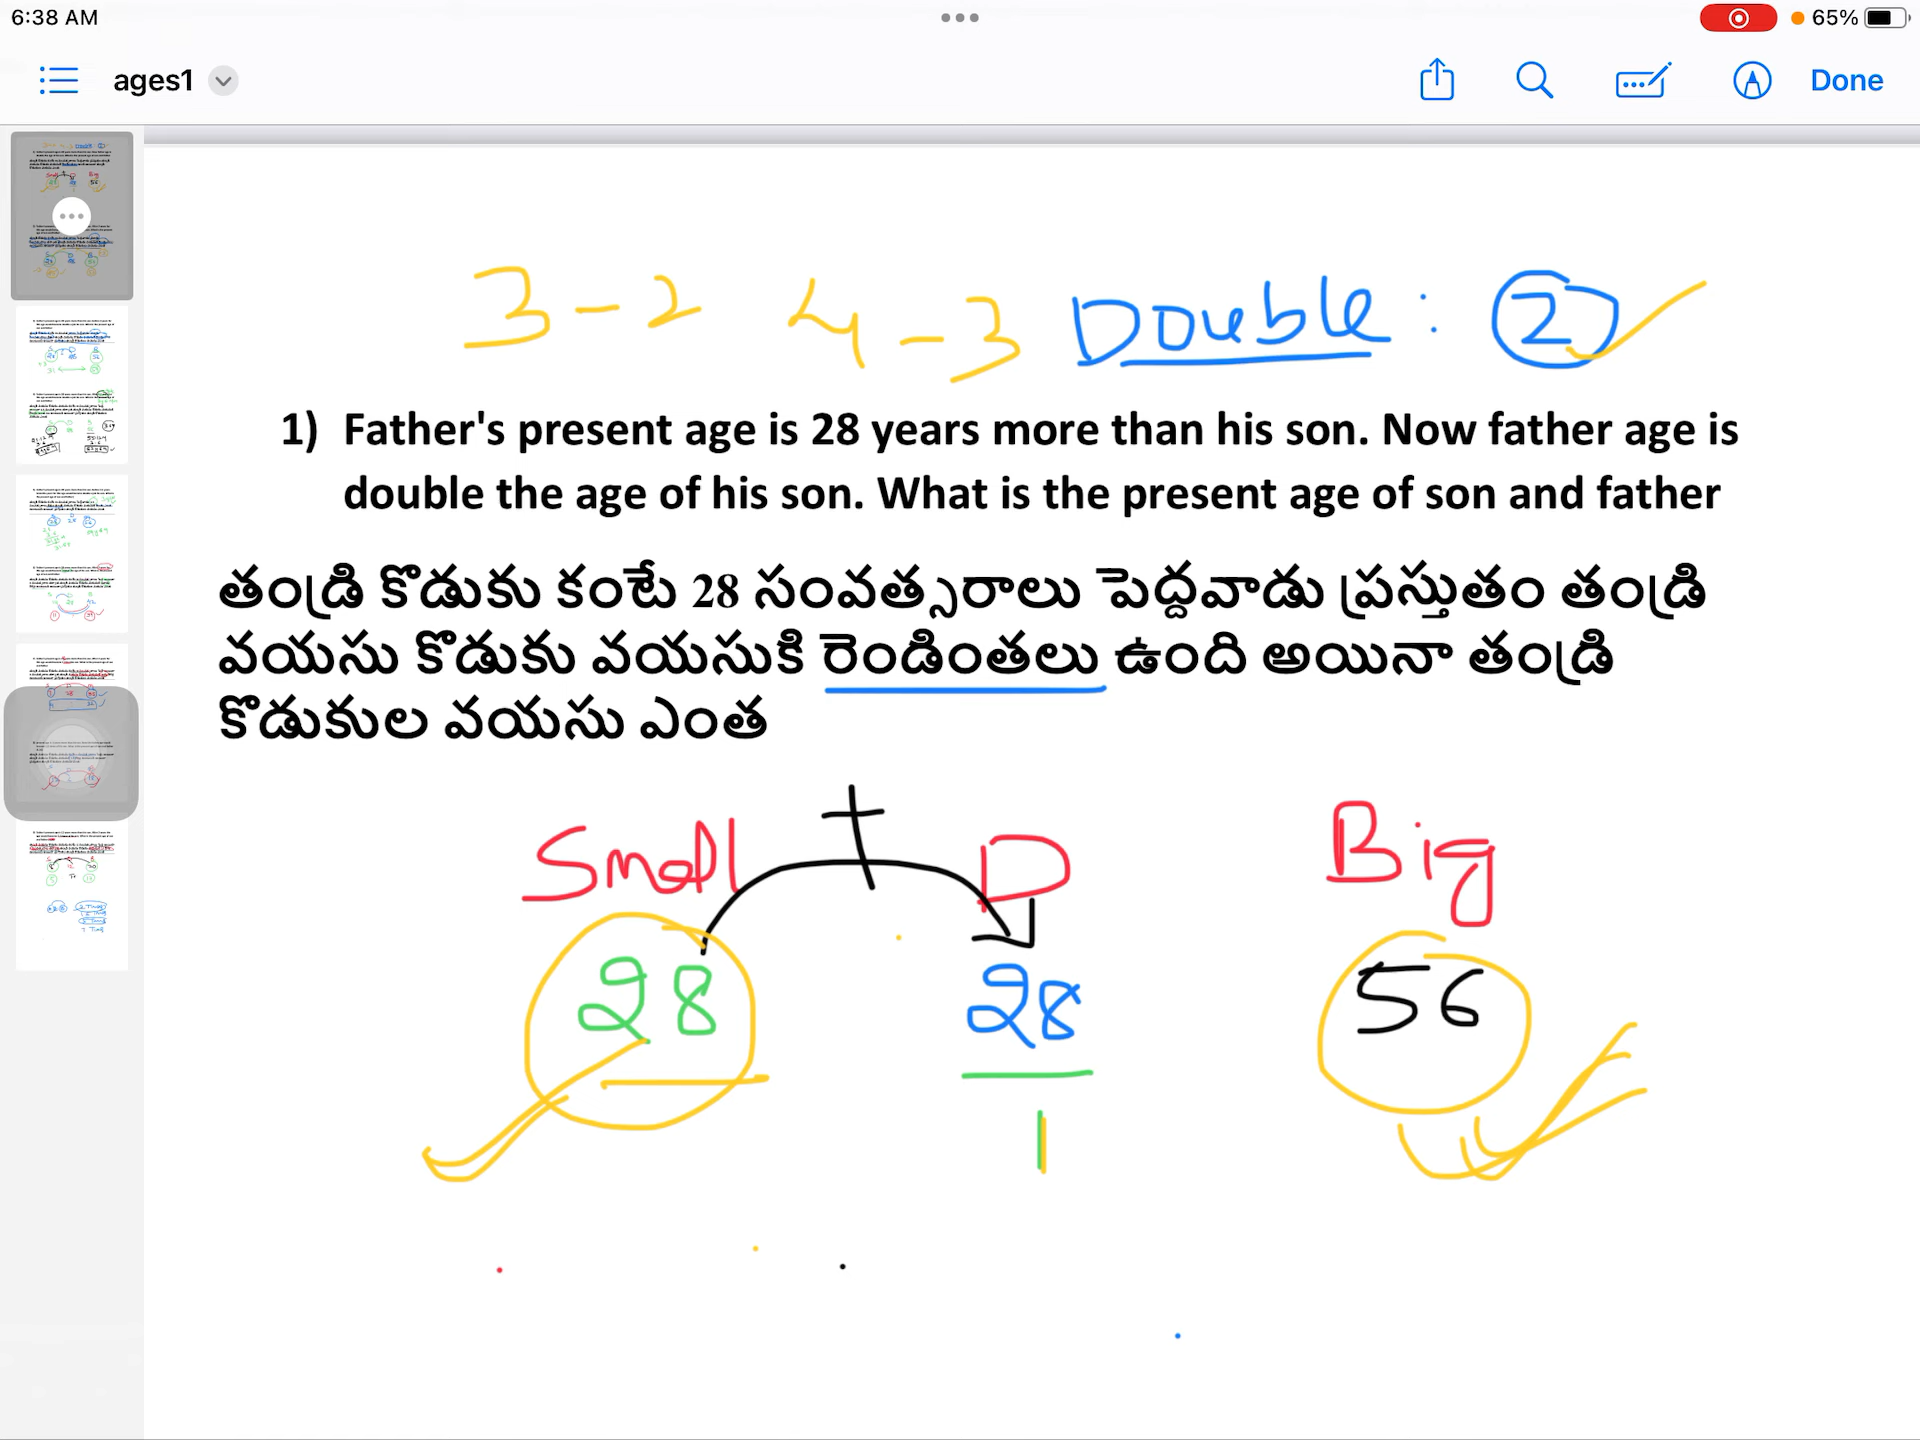 6:38 AM
65%
ages1
Done
3-2 4-3 Double : 2
1) Father's present age is 28 years more than his son. Now father age is
double the age of his son. What is the present age of son and father
తండ్రి కొడుకు కంటే 28 సంవత్సరాలు పెద్దవాడు ప్రస్తుతం తండ్రి
వయసు కొడుకు వయసుకి రెండింతలు ఉంది అయినా తండ్రి
కొడుకుల వయసు ఎంత
+
Small D Big
28 28 56
1